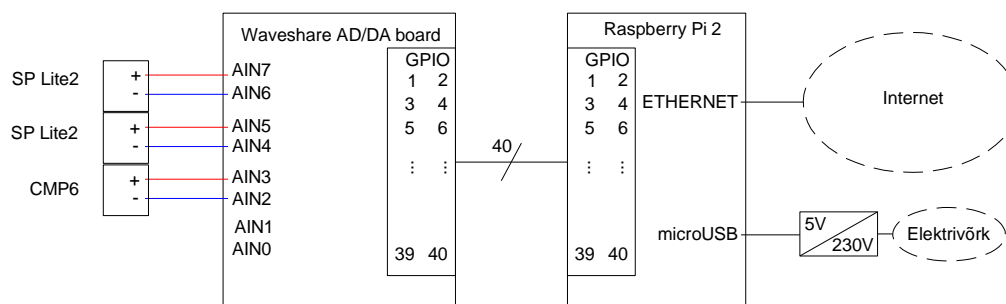 Waveshare AD/DA board
Raspberry Pi 2
SP Lite2
+
-
SP Lite2
+
-
CMP6
+
-
AIN7
AIN6
AIN5
AIN4
AIN3
AIN2
AIN1
AIN0
GPIO
1 2
3 4
5 6
⋮ ⋮
39 40
40
GPIO
1 2
3 4
5 6
⋮ ⋮
39 40
ETHERNET
Internet
microUSB
5V
230V
Elektrivõrk